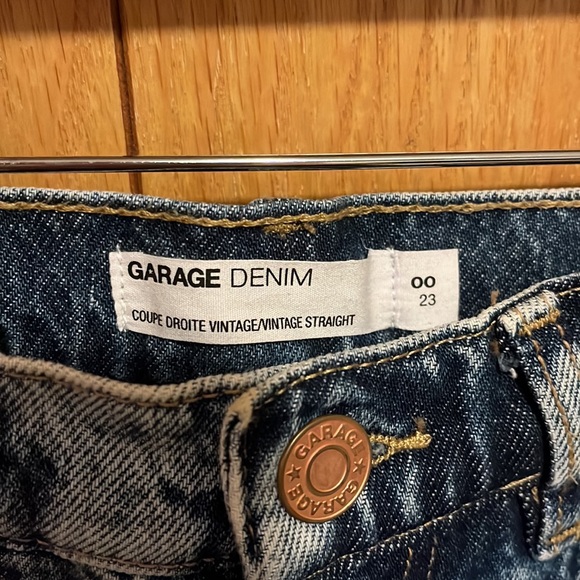 GARAGE DENIM
COUPE DROITE VINTAGE/VINTAGE STRAIGHT
00
23
GARAGE
GARAGE